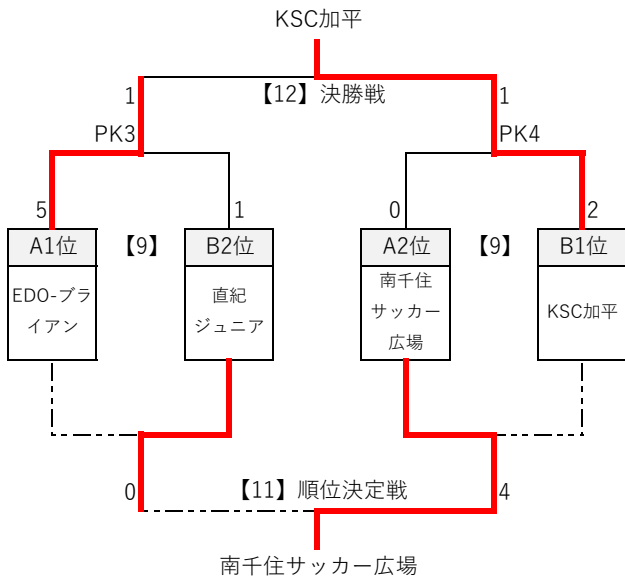 KSC加平
【12】決勝戦
1
1
PK3
PK4
5
1
0
2
A1位
【9】
B2位
A2位
【9】
B1位
EDO-ブラ
イアン
直紀
ジュニア
南千住
サッカー
広場
KSC加平
0
【11】順位決定戦
4
南千住サッカー広場